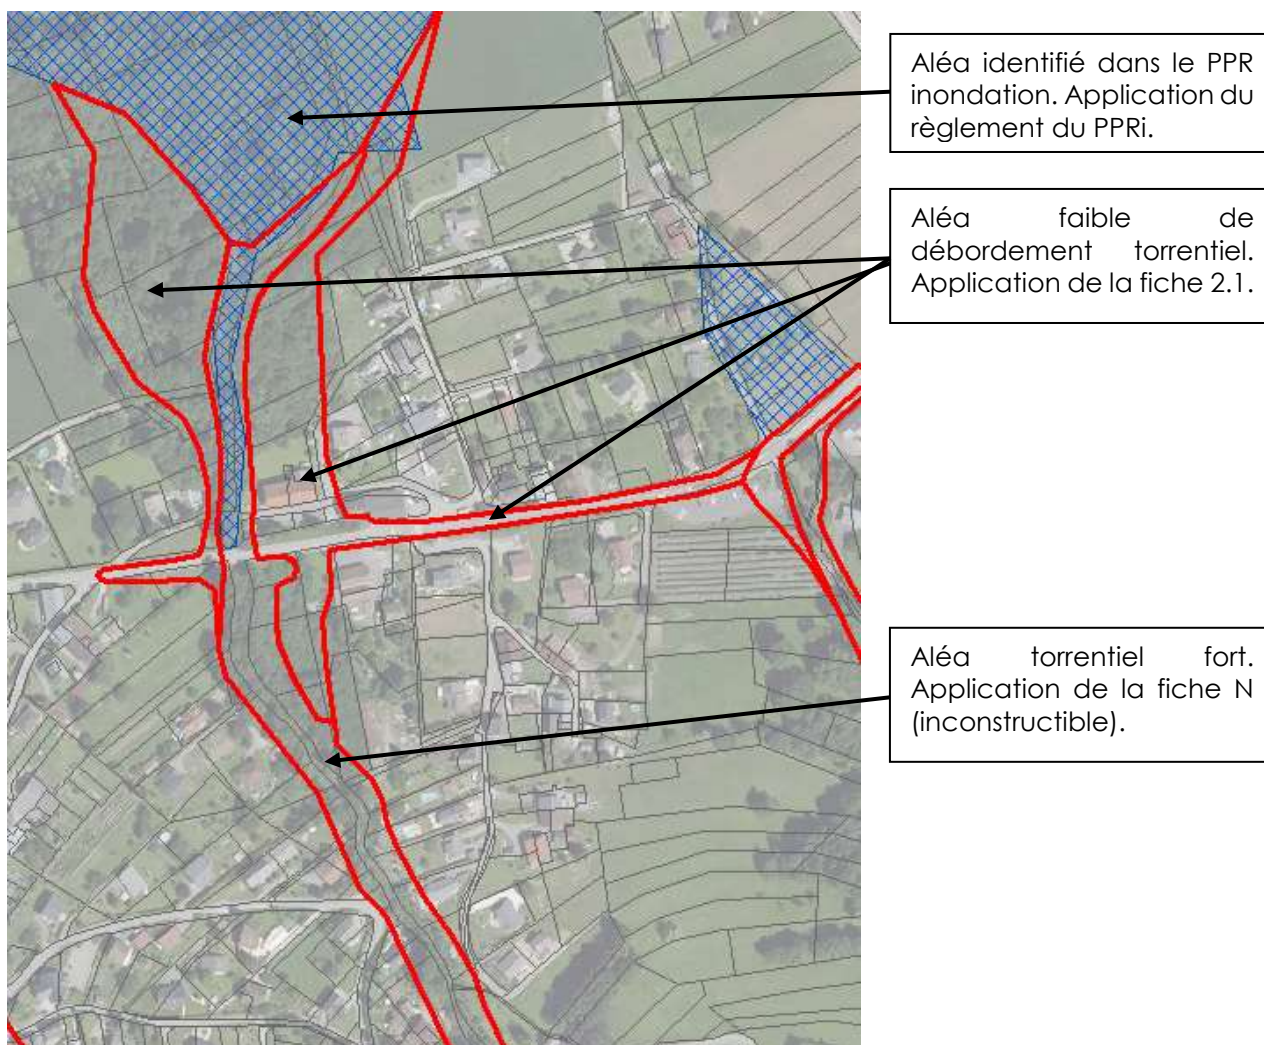 Aléa identifié dans le PPR
inondation. Application du
règlement du PPRi.
Aléa faible de
débordement torrentiel.
Application de la fiche 2.1.
Aléa torrentiel fort.
Application de la fiche N
(inconstructible).